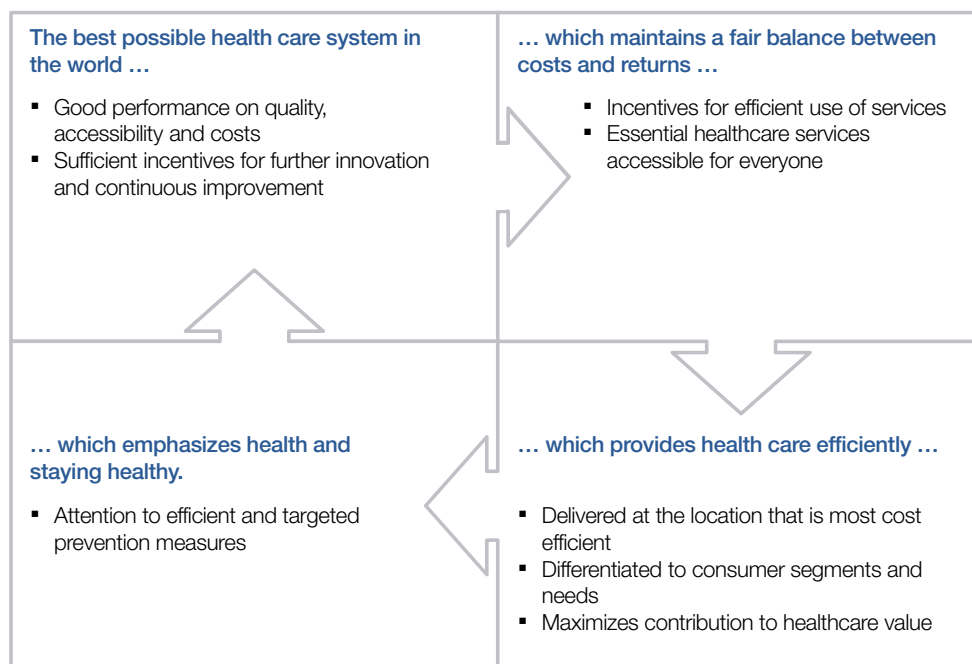 The best possible health care system in
the world …
▪ Good performance on quality,
accessibility and costs
▪ Sufficient incentives for further innovation
and continuous improvement
… which maintains a fair balance between
costs and returns …
▪ Incentives for efficient use of services
▪ Essential healthcare services
accessible for everyone
… which provides health care efficiently …
▪ Delivered at the location that is most cost
efficient
▪ Differentiated to consumer segments and
needs
▪ Maximizes contribution to healthcare value
… which emphasizes health and
staying healthy.
▪ Attention to efficient and targeted
prevention measures